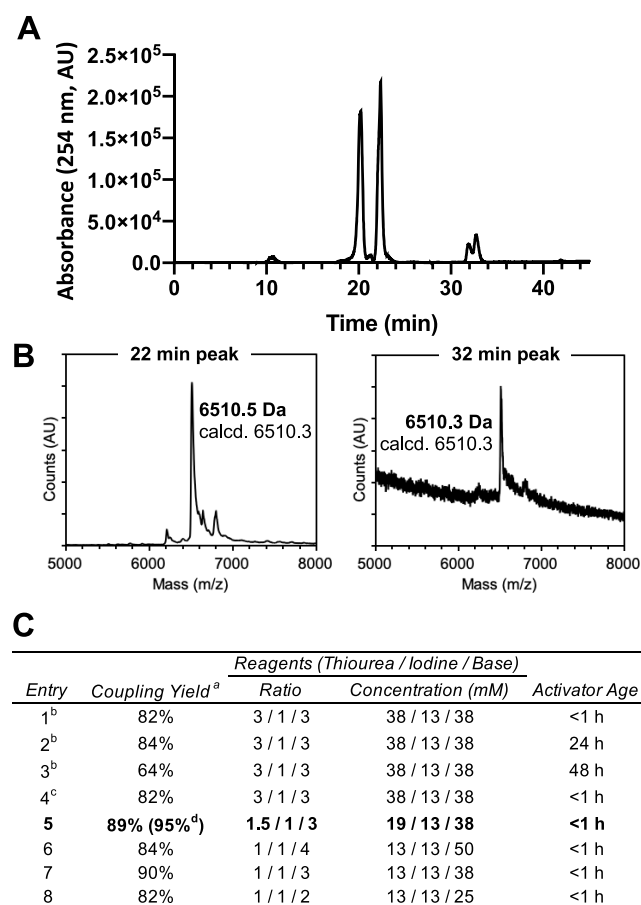 A
Absorbance (254 nm, AU)
2.5×10⁵
2.0×10⁵
1.5×10⁵
1.0×10⁵
5.0×10⁴
0.0
0 10 20 30 40
Time (min)
B
22 min peak
6510.5 Da
calcd. 6510.3
Counts (AU)
5000 6000 7000 8000
Mass (m/z)
32 min peak
6510.3 Da
calcd. 6510.3
Counts (AU)
5000 6000 7000 8000
Mass (m/z)
C
Reagents (Thiourea / Iodine / Base)
Entry Coupling Yield ᵃ Ratio Concentration (mM) Activator Age
1ᵇ 82% 3 / 1 / 3 38 / 13 / 38 <1 h
2ᵇ 84% 3 / 1 / 3 38 / 13 / 38 24 h
3ᵇ 64% 3 / 1 / 3 38 / 13 / 38 48 h
4ᶜ 82% 3 / 1 / 3 38 / 13 / 38 <1 h
5 89% (95%ᵈ) 1.5 / 1 / 3 19 / 13 / 38 <1 h
6 84% 1 / 1 / 4 13 / 13 / 50 <1 h
7 90% 1 / 1 / 3 13 / 13 / 38 <1 h
8 82% 1 / 1 / 2 13 / 13 / 25 <1 h